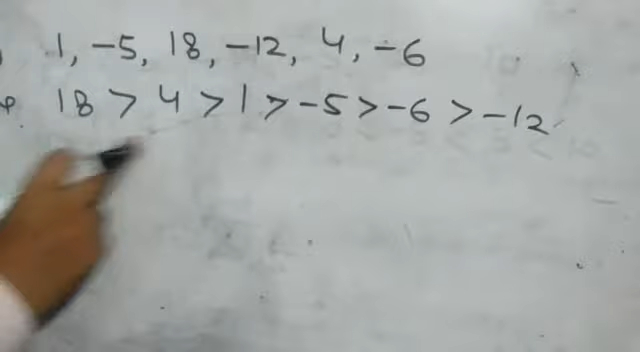 1, -5, 18, -12, 4, -6
18 > 4 > 1 > -5 > -6 > -12